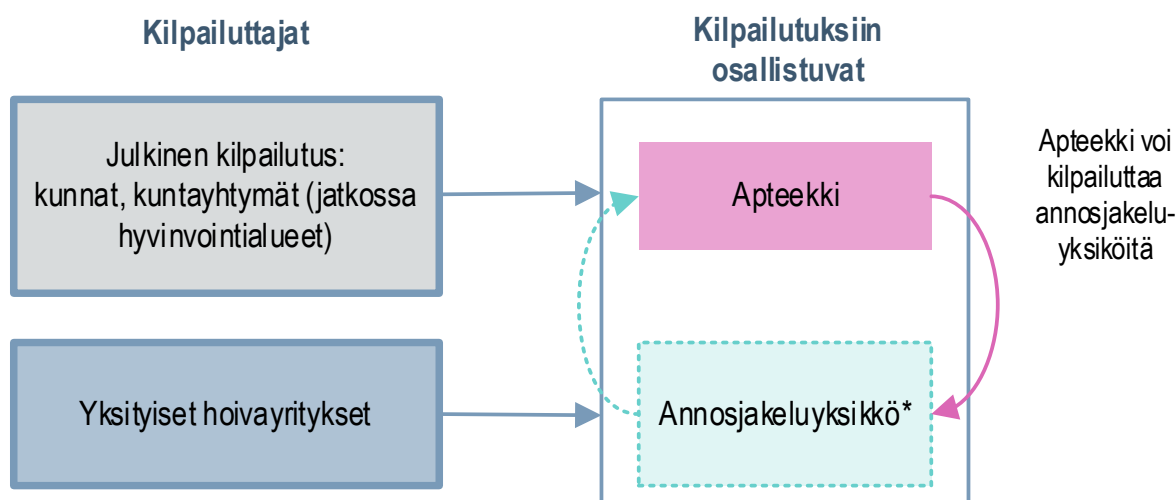 Kilpailuttajat
Kilpailutuksiin
osallistuvat
Julkinen kilpailutus:
kunnat, kuntayhtymät (jatkossa
hyvinvointialueet)
Apteekki
Apteekki voi
kilpailuttaa
annosjakelu-
yksiköitä
Yksityiset hoivayritykset
Annosjakeluyksikkö*